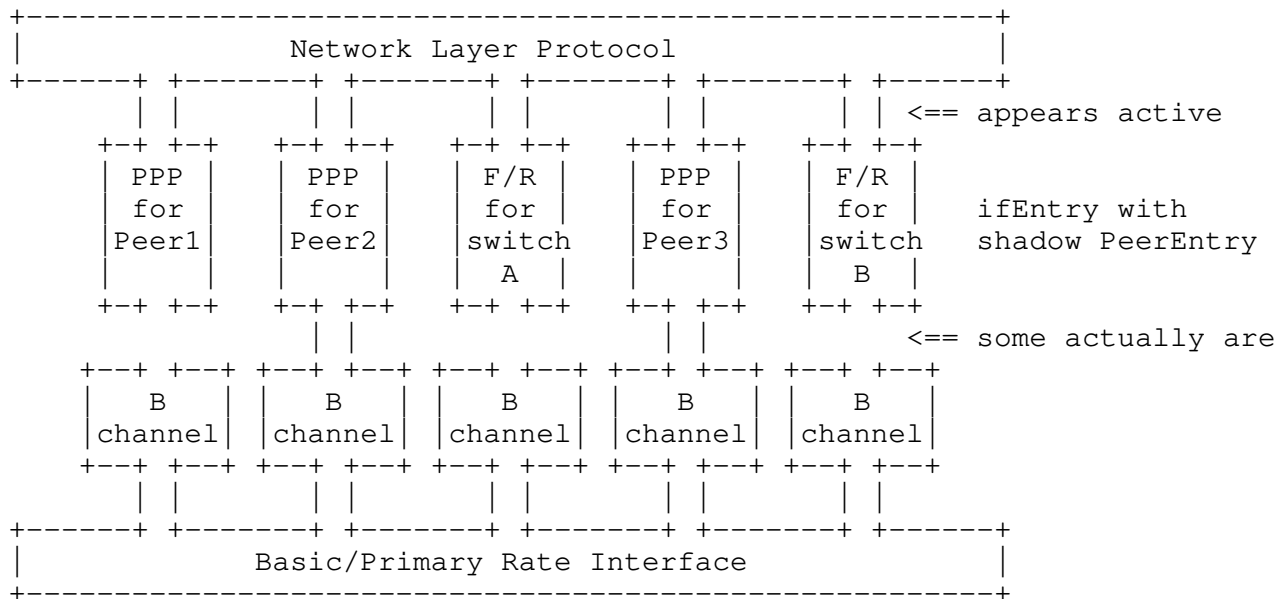 Network Layer Protocol
<== appears active
PPP PPP F/R PPP F/R
for for for for for ifEntry with
Peer1 Peer2 switch Peer3 switch shadow PeerEntry
A B
<== some actually are
B B B B B
channel channel channel channel channel
Basic/Primary Rate Interface